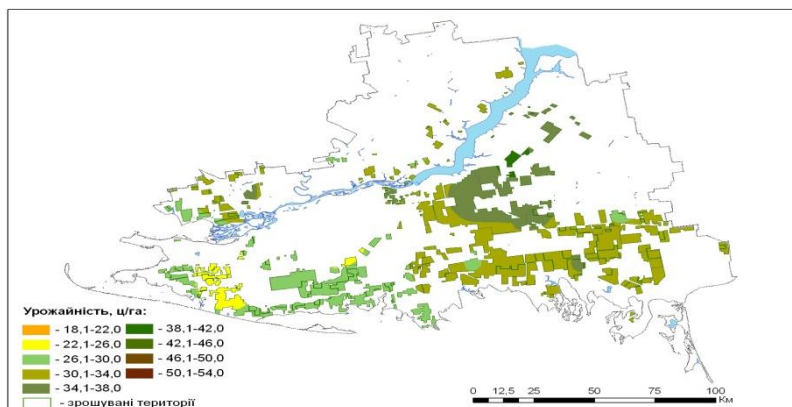 Урожайність, ц/га:
- 18,1-22,0
- 38,1-42,0
- 22,1-26,0
- 42,1-46,0
- 26,1-30,0
- 46,1-50,0
- 30,1-34,0
- 50,1-54,0
- 34,1-38,0
- зрошувані території
0 12,5 25 50 75 100
Км